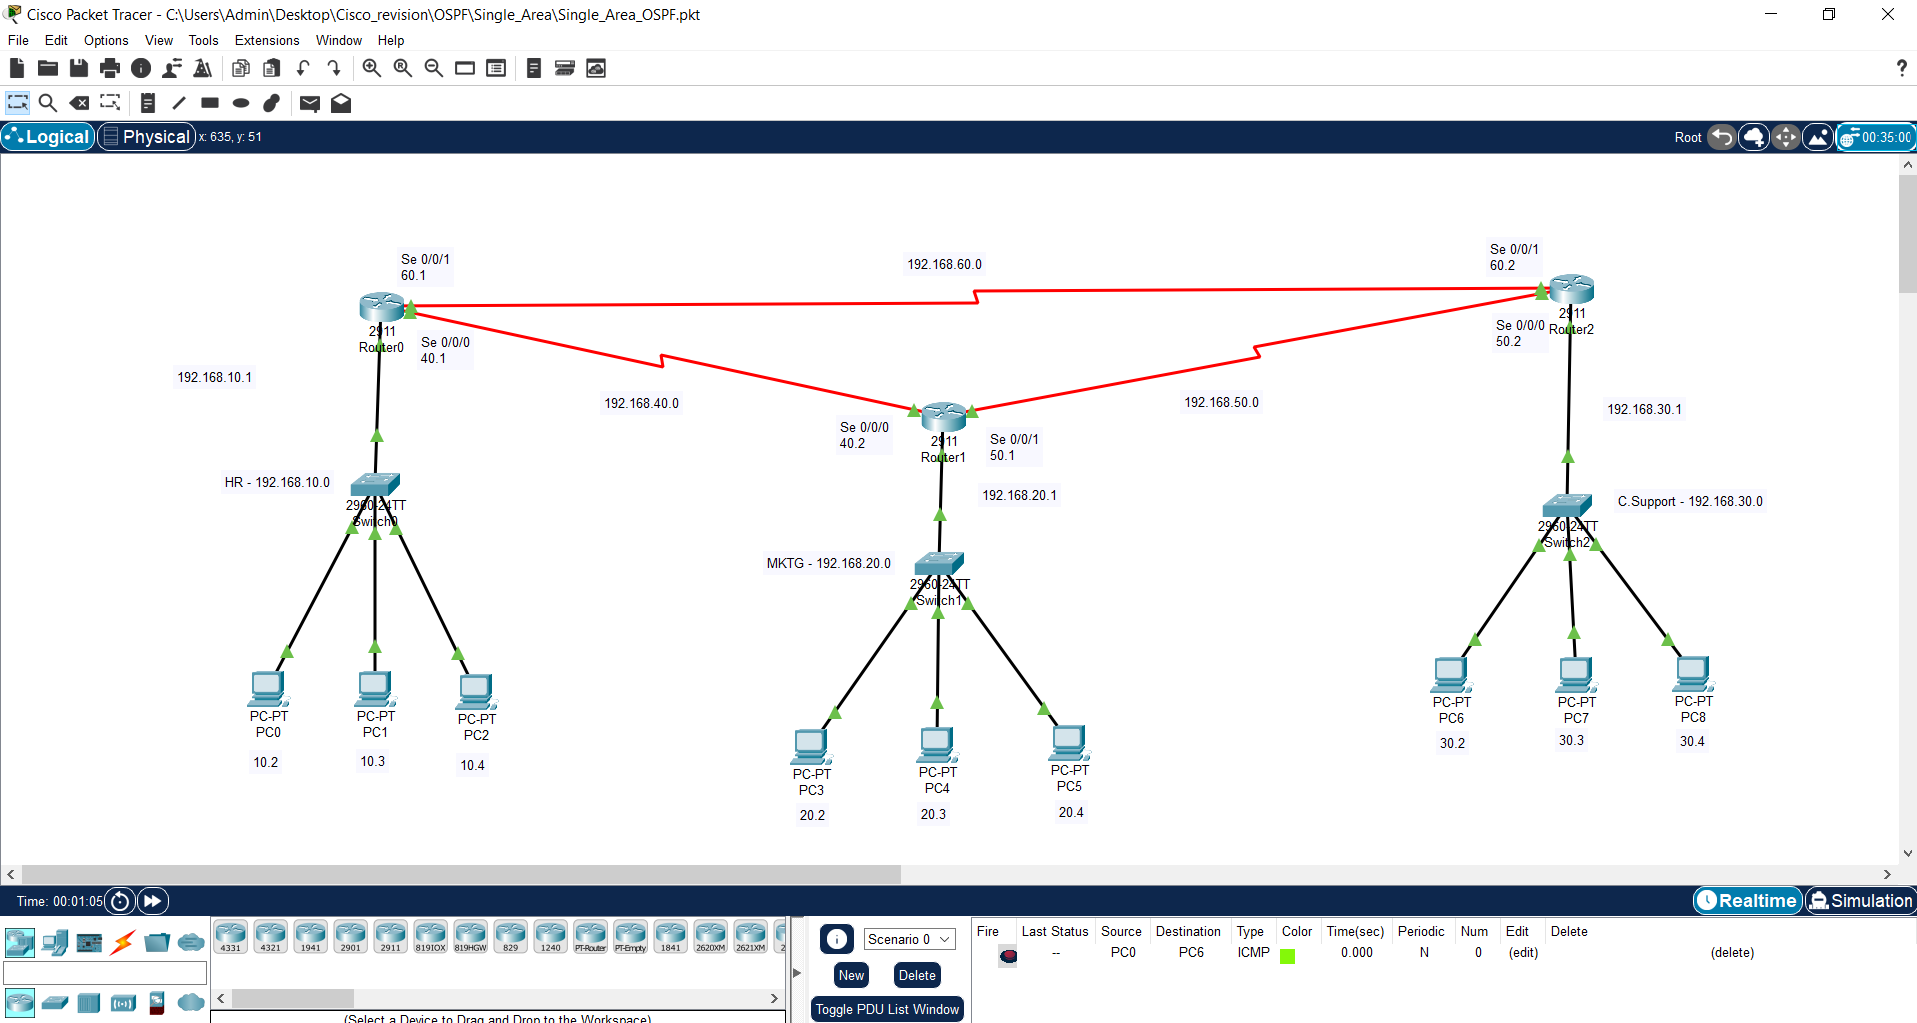 Cisco Packet Tracer - C:\Users\Admin\Desktop\Cisco_revision\OSPF\Single_Area\Single_Area_OSPF.pkt
File Edit Options View Tools Extensions Window Help
?
Logical Physical x: 635, y: 51
Root 00:35:00
Se 0/0/1
60.1
192.168.60.0
Se 0/0/1
60.2
2911
Router0
Se 0/0/0
40.1
2911
Router2
Se 0/0/0
50.2
192.168.10.1
192.168.40.0
192.168.50.0
192.168.30.1
Se 0/0/0
40.2
2911
Router1
Se 0/0/1
50.1
192.168.20.1
HR - 192.168.10.0
2960-24TT
Switch0
C.Support - 192.168.30.0
2960-24TT
Switch2
MKTG - 192.168.20.0
2960-24TT
Switch1
PC-PT
PC0
10.2
PC-PT
PC1
10.3
PC-PT
PC2
10.4
PC-PT
PC3
20.2
PC-PT
PC4
20.3
PC-PT
PC5
20.4
PC-PT
PC6
30.2
PC-PT
PC7
30.3
PC-PT
PC8
30.4
Time: 00:01:05
Realtime Simulation
4331 4321 1941 2901 2911 819IOX 819HGW 829 1240 PT-Router PT-Empty 1841 2620XM 2621XM 2
(Select a Device to Drag and Drop to the Workspace)
Scenario 0
New Delete
Toggle PDU List Window
Fire Last Status Source Destination Type Color Time(sec) Periodic Num Edit Delete
-- PC0 PC6 ICMP 0.000 N 0 (edit) (delete)